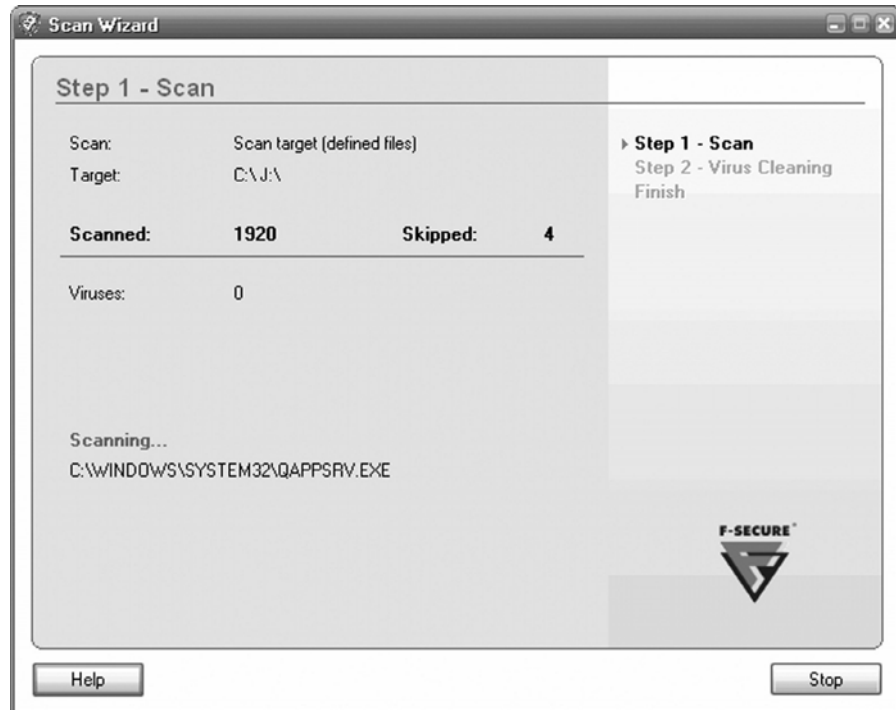 Scan Wizard
Step 1 - Scan
Scan: Scan target (defined files)
Target: C:\ J:\
Scanned: 1920 Skipped: 4
Viruses: 0
Scanning...
C:\WINDOWS\SYSTEM32\QAPPSRV.EXE
Step 1 - Scan
Step 2 - Virus Cleaning
Finish
F-SECURE®
Help
Stop